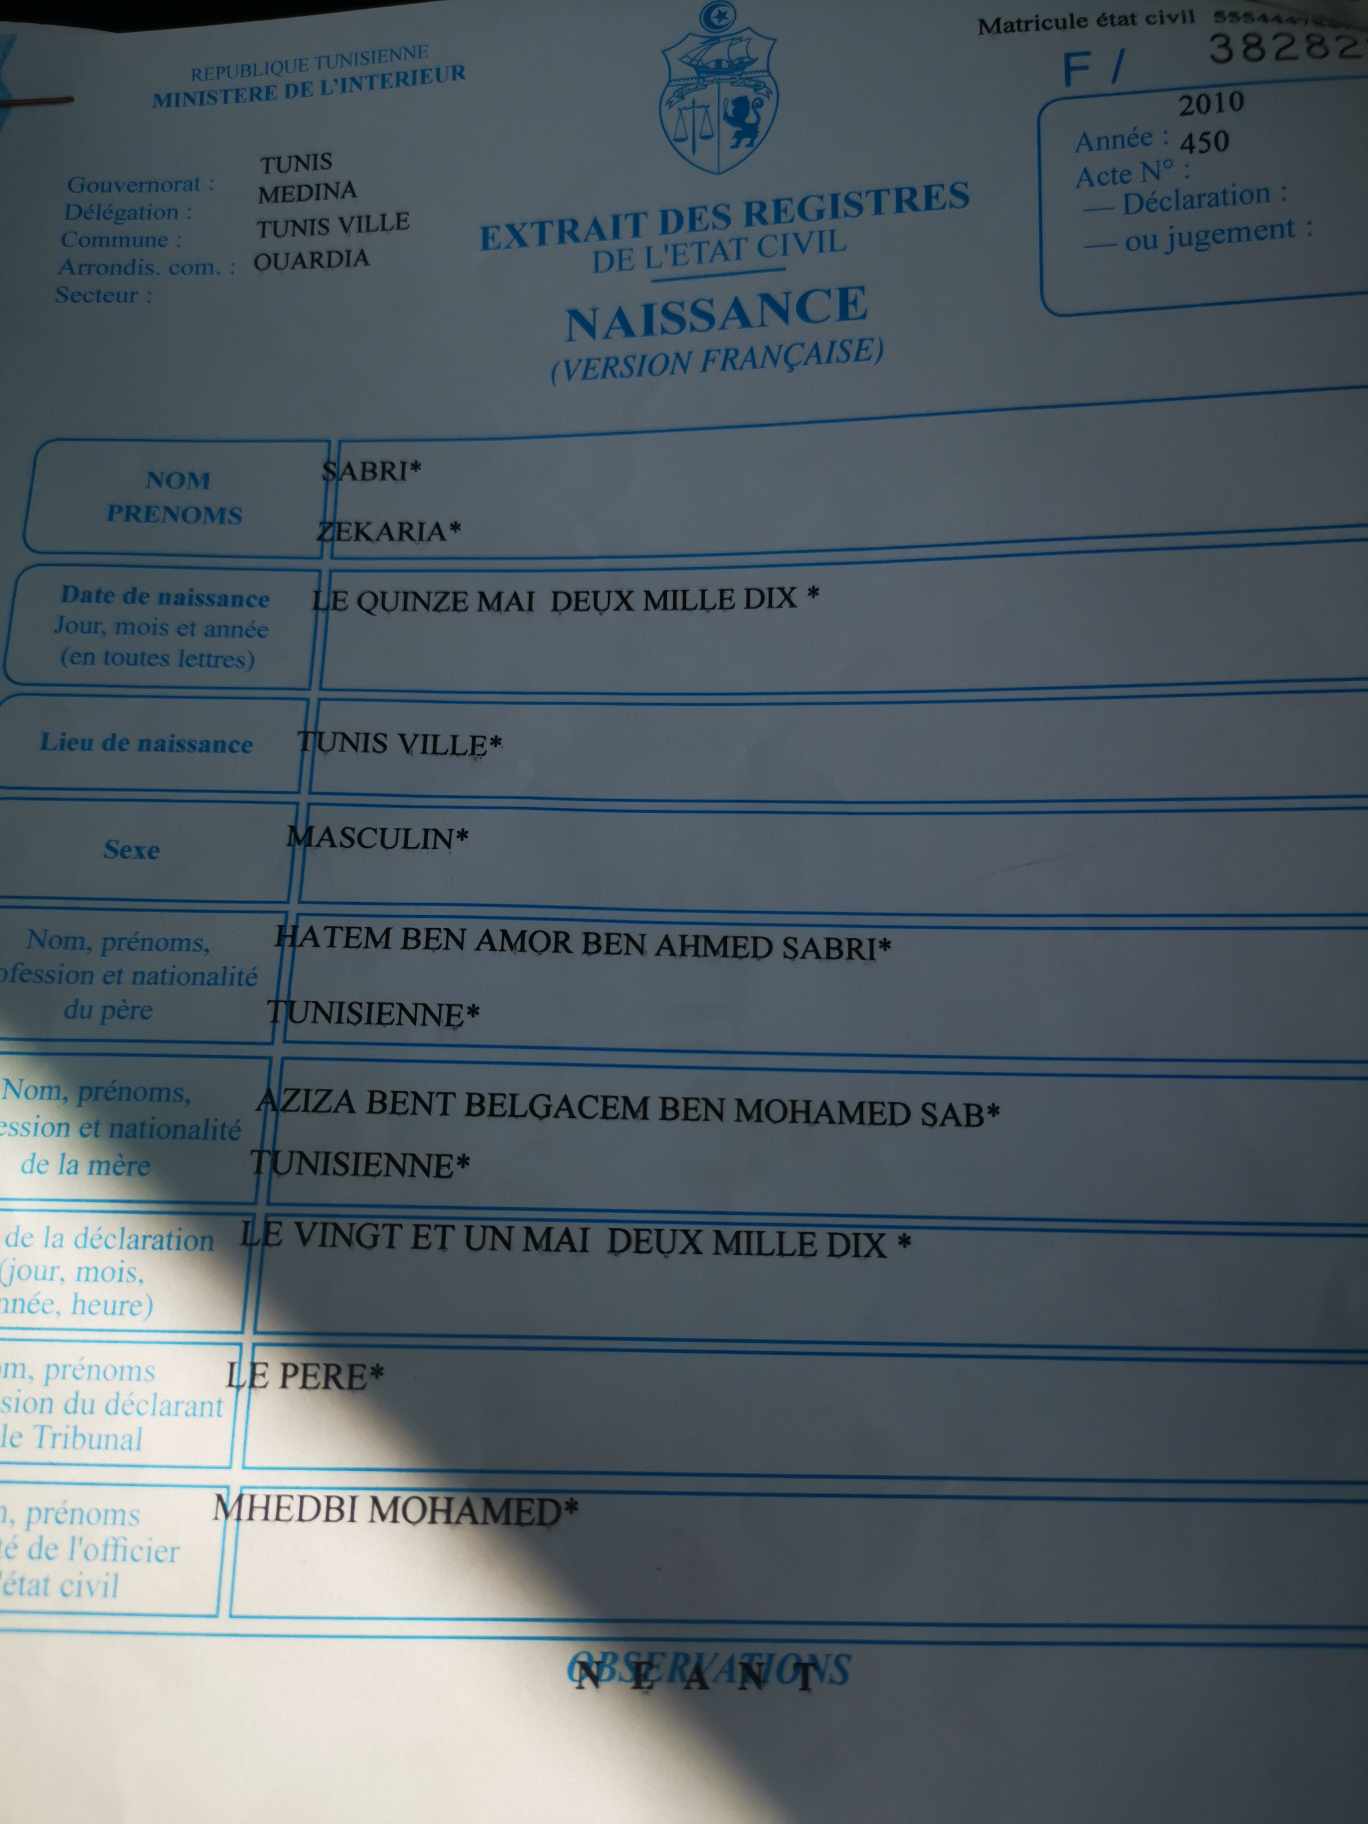 REPUBLIQUE TUNISIENNE
MINISTERE DE L'INTERIEUR
Matricule état civil
F / 38282
Gouvernorat : TUNIS
Délégation : MEDINA
Commune : TUNIS VILLE
Arrondis. com. : OUARDIA
Secteur :
EXTRAIT DES REGISTRES
DE L'ETAT CIVIL
NAISSANCE
(VERSION FRANÇAISE)
2010
Année : 450
Acte N° :
— Déclaration :
— ou jugement :
NOM
PRENOMS
SABRI*
ZEKARIA*
Date de naissance
Jour, mois et année
(en toutes lettres)
LE QUINZE MAI DEUX MILLE DIX *
Lieu de naissance
TUNIS VILLE*
Sexe
MASCULIN*
Nom, prénoms,
ofession et nationalité
du père
HATEM BEN AMOR BEN AHMED SABRI*
TUNISIENNE*
Nom, prénoms,
ession et nationalité
de la mère
AZIZA BENT BELGACEM BEN MOHAMED SAB*
TUNISIENNE*
de la déclaration
(jour, mois,
nnée, heure)
LE VINGT ET UN MAI DEUX MILLE DIX *
om, prénoms
sion du déclarant
le Tribunal
LE PERE*
, prénoms
té de l'officier
état civil
MHEDBI MOHAMED*
OBSERVATIONS
N E A N T